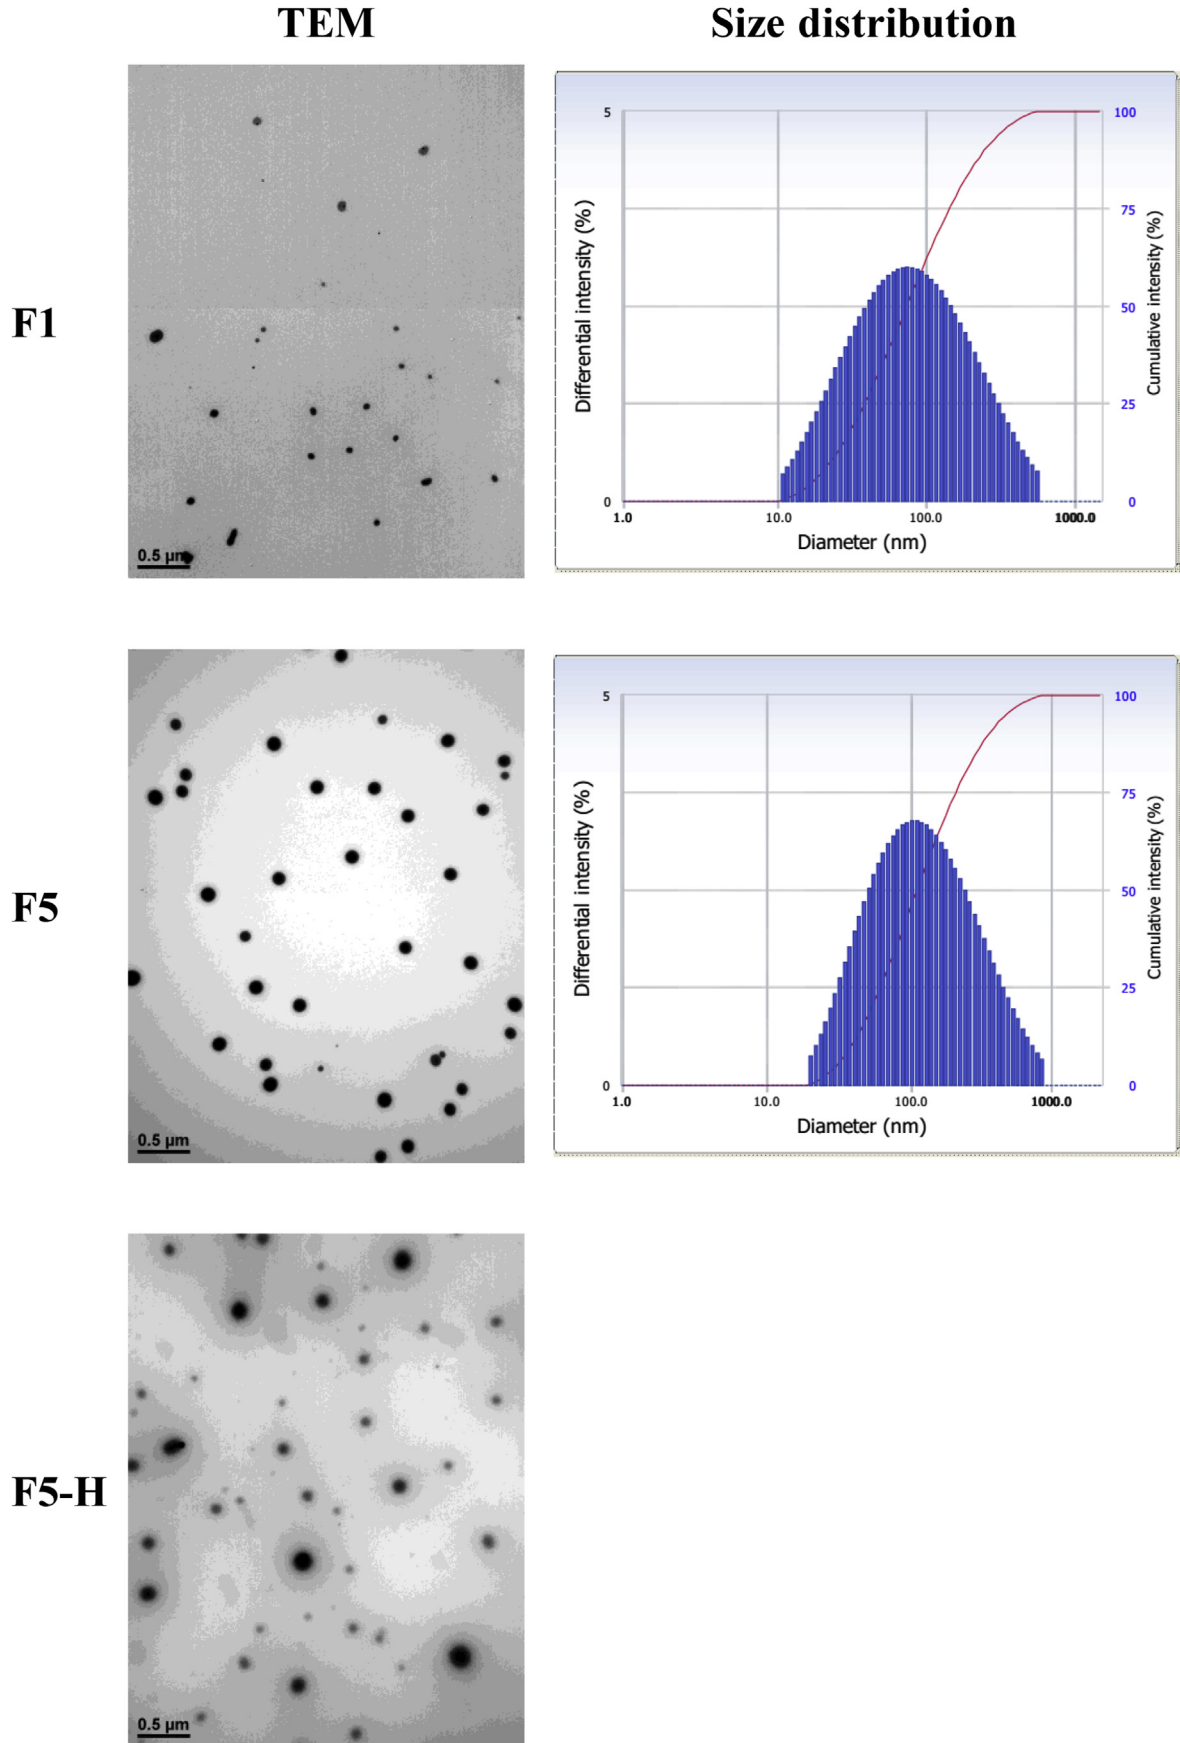 TEM
Size distribution
F1
0.5 µm
5
0
Differential intensity (%)
100
75
50
25
0
Cumulative intensity (%)
1.0
10.0
100.0
1000.0
Diameter (nm)
F5
0.5 µm
5
0
Differential intensity (%)
100
75
50
25
0
Cumulative intensity (%)
1.0
10.0
100.0
1000.0
Diameter (nm)
F5-H
0.5 µm